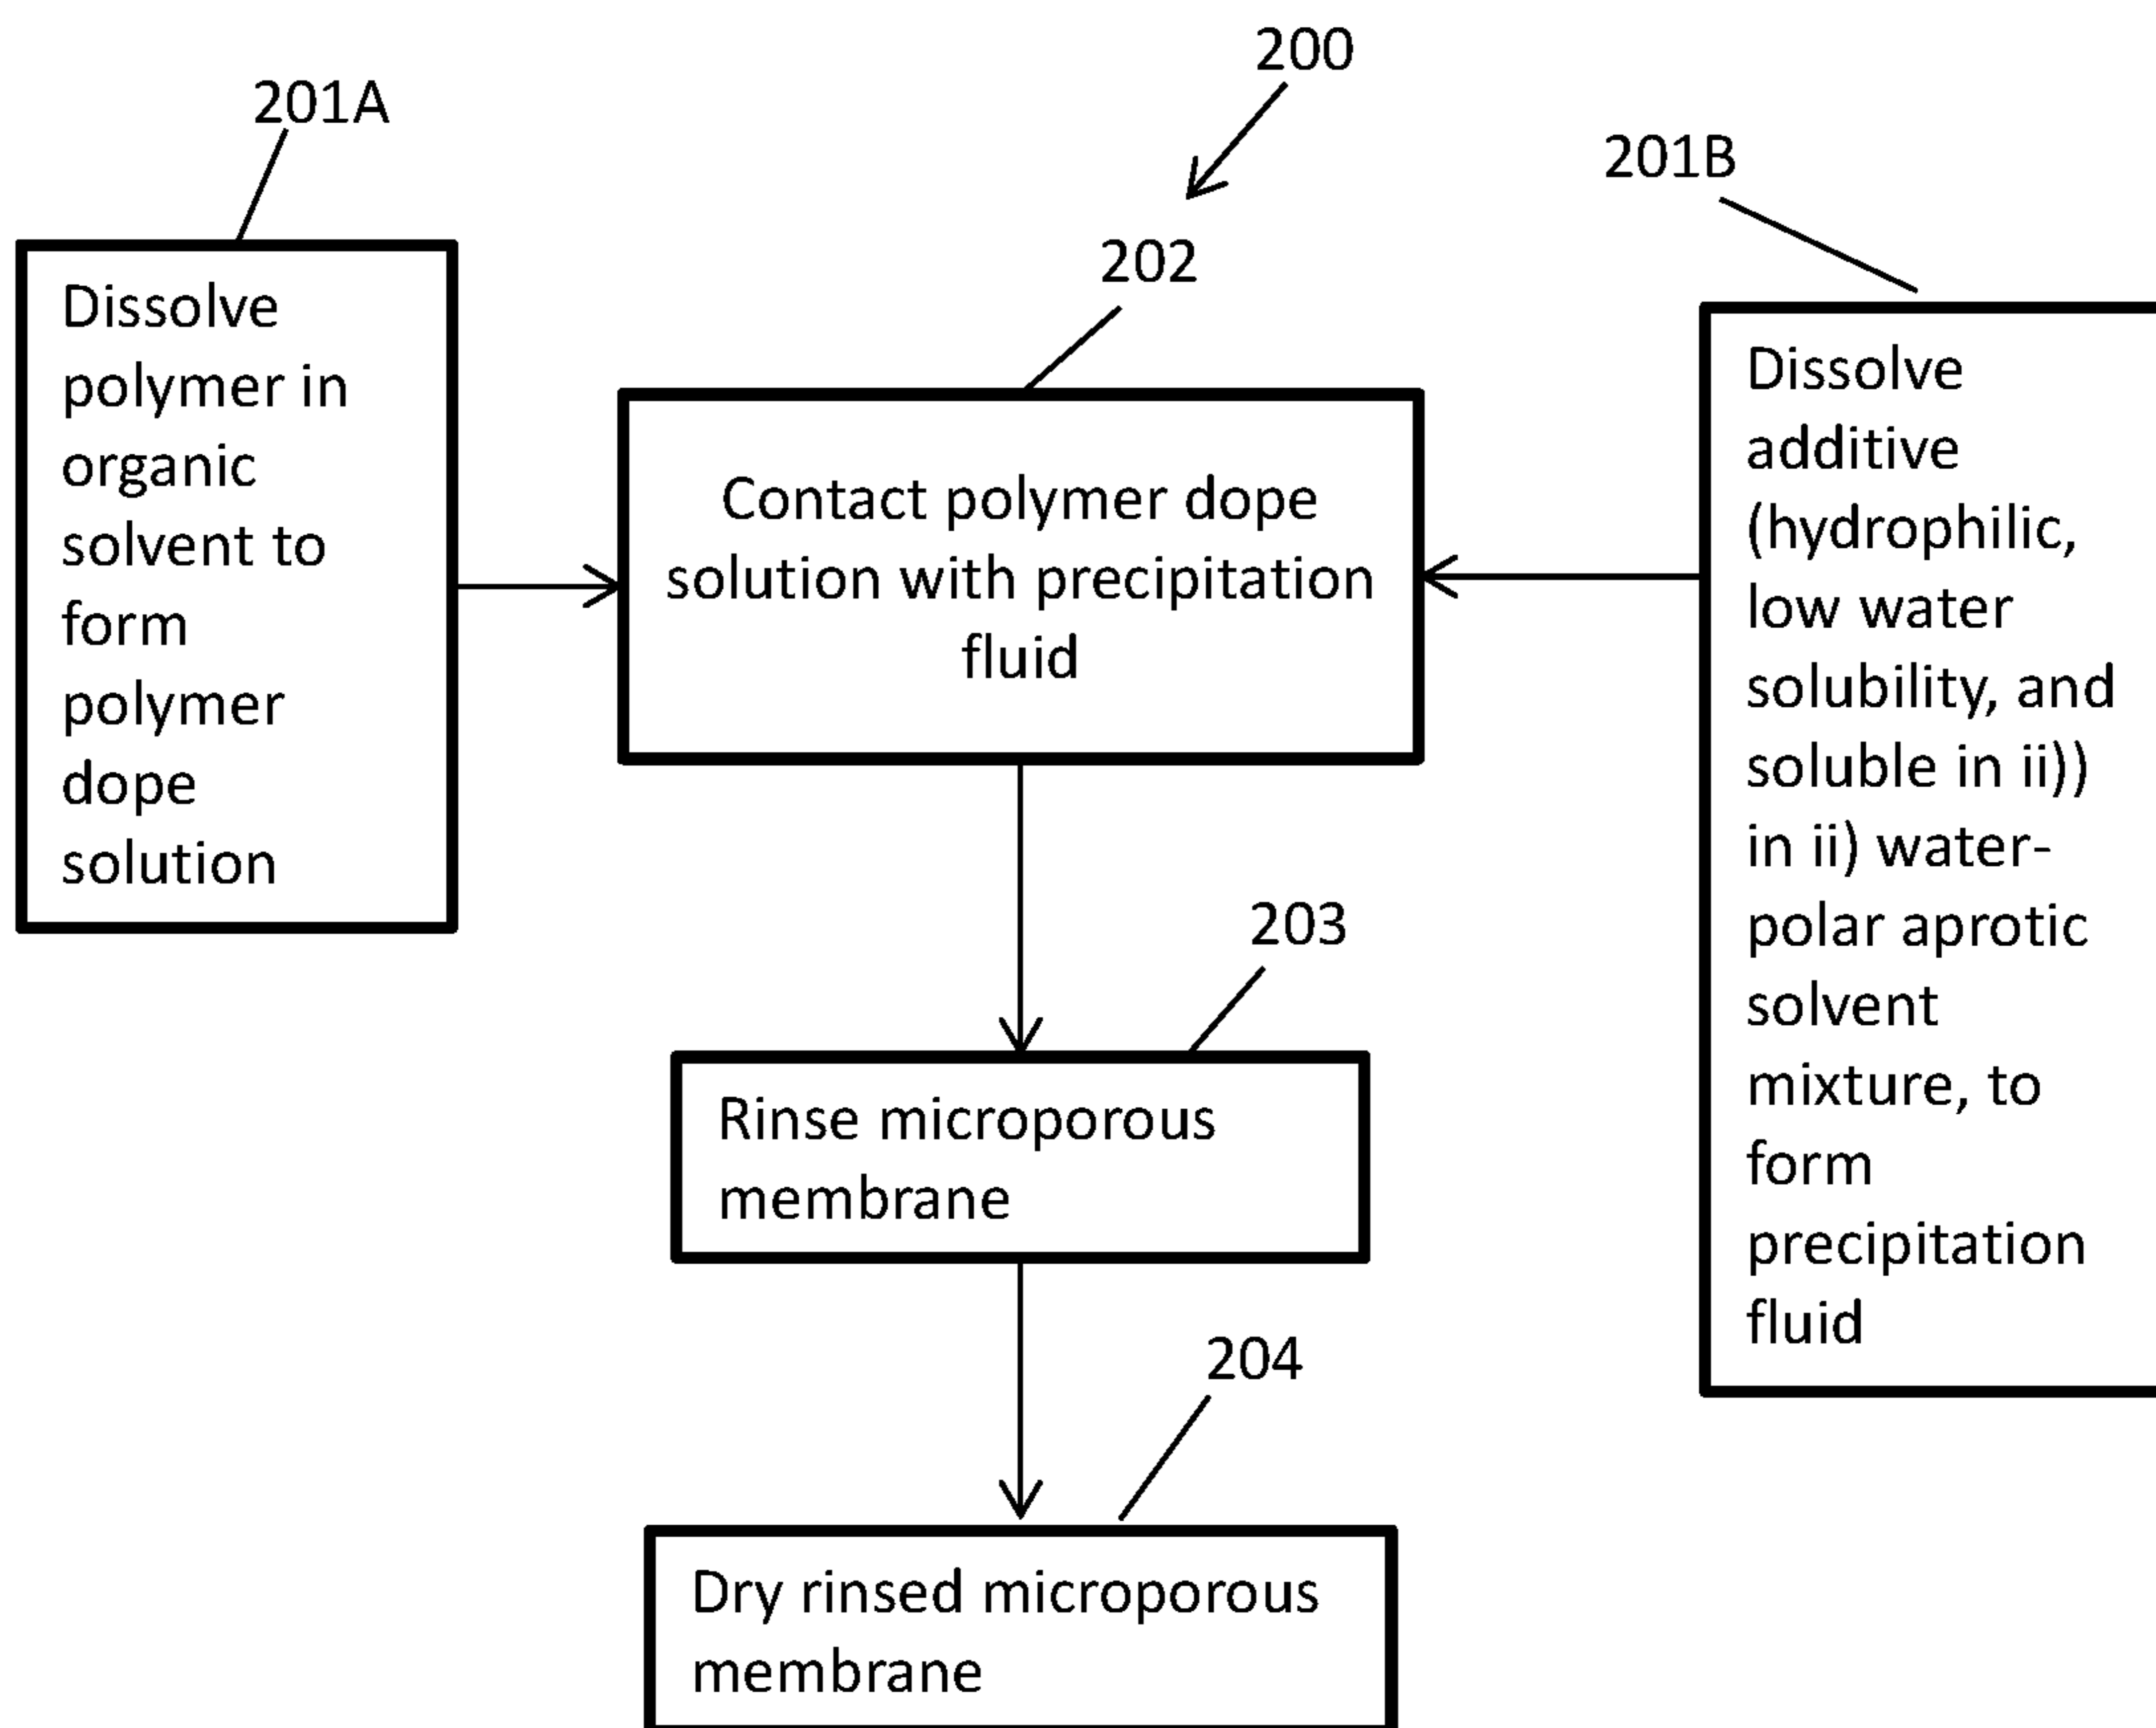 200
201A
201B
202
Dissolve
polymer in
organic
solvent to
form
polymer
dope
solution
Contact polymer dope
solution with precipitation
fluid
Dissolve
additive
(hydrophilic,
low water
solubility, and
soluble in ii))
in ii) water-
polar aprotic
solvent
mixture, to
form
precipitation
fluid
203
Rinse microporous
membrane
204
Dry rinsed microporous
membrane